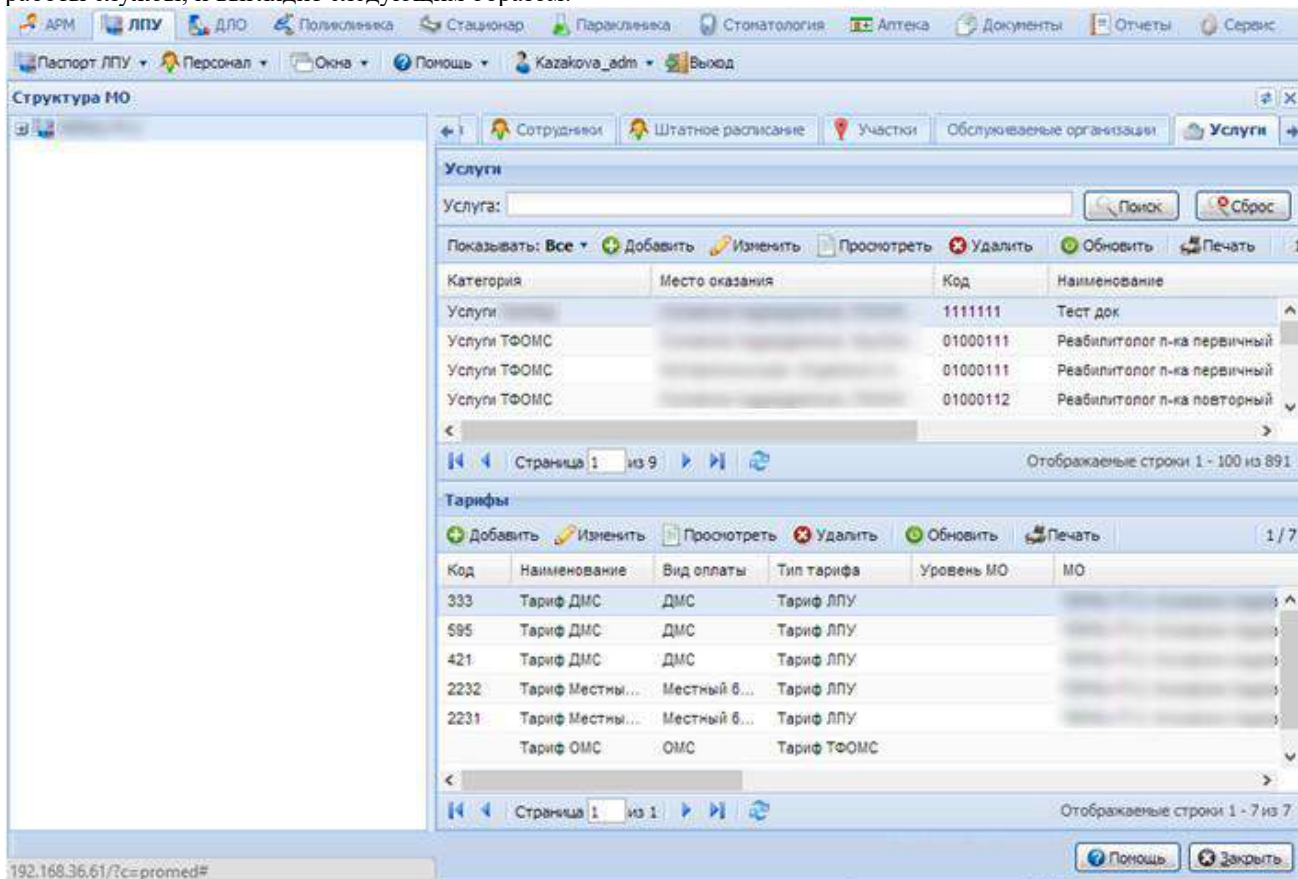 АРМ ЛПУ ДЛО Поликлиника Стационар Параклиника Стоматология Аптека Документы Отчеты Сервис
Паспорт ЛПУ Персонал Окна Помощь Kazakova_adm Выход
Структура МО
Сотрудники Штатное расписание Участки Обслуживаемые организации Услуги
Услуги
Услуга: Поиск Сброс
Показывать: Все Добавить Изменить Просмотреть Удалить Обновить Печать 1
Категория Место оказания Код Наименование
Услуги 1111111 Тест док
Услуги ТФОМС 01000111 Реабилитолог п-ка первичный
Услуги ТФОМС 01000111 Реабилитолог п-ка первичный
Услуги ТФОМС 01000112 Реабилитолог п-ка повторный
Страница 1 из 9 Отображаемые строки 1 - 100 из 891
Тарифы
Добавить Изменить Просмотреть Удалить Обновить Печать 1 / 7
Код Наименование Вид оплаты Тип тарифа Уровень МО МО
333 Тариф ДМС ДМС Тариф ЛПУ
595 Тариф ДМС ДМС Тариф ЛПУ
421 Тариф ДМС ДМС Тариф ЛПУ
2232 Тариф Местны... Местный б... Тариф ЛПУ
2231 Тариф Местны... Местный б... Тариф ЛПУ
Тариф ОМС ОМС Тариф ТФОМС
Страница 1 из 1 Отображаемые строки 1 - 7 из 7
Помощь Закрыть
192.168.36.61/?c=promed#